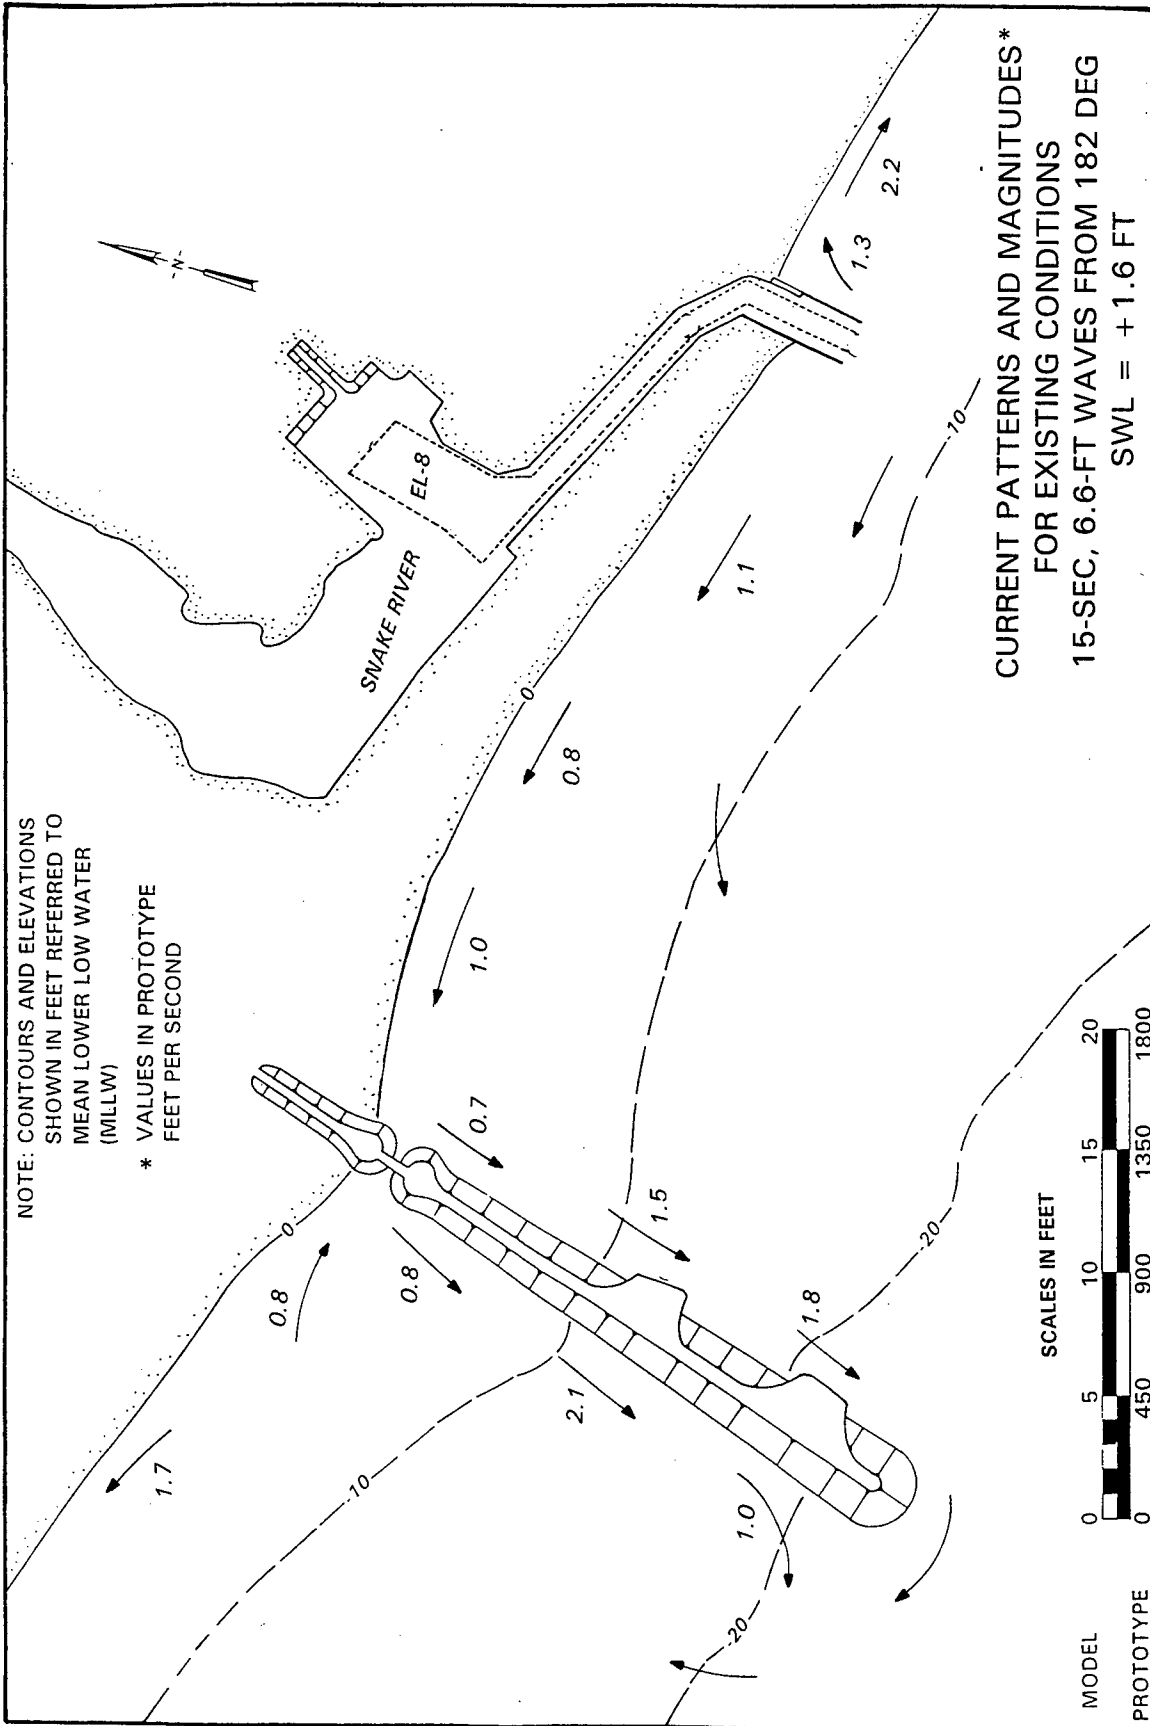 NOTE: CONTOURS AND ELEVATIONS
SHOWN IN FEET REFERRED TO
MEAN LOWER LOW WATER
(MLLW)
* VALUES IN PROTOTYPE
FEET PER SECOND
-N-
SNAKE RIVER
EL-8
0
0
-10
-10
-20
-20
1.7
0.8
0.8
2.1
1.0
0.7
1.5
1.8
1.0
0.8
1.1
1.3
2.2
SCALES IN FEET
MODEL
0 5 10 15 20
PROTOTYPE
0 450 900 1350 1800
CURRENT PATTERNS AND MAGNITUDES*
FOR EXISTING CONDITIONS
15-SEC, 6.6-FT WAVES FROM 182 DEG
SWL = +1.6 FT